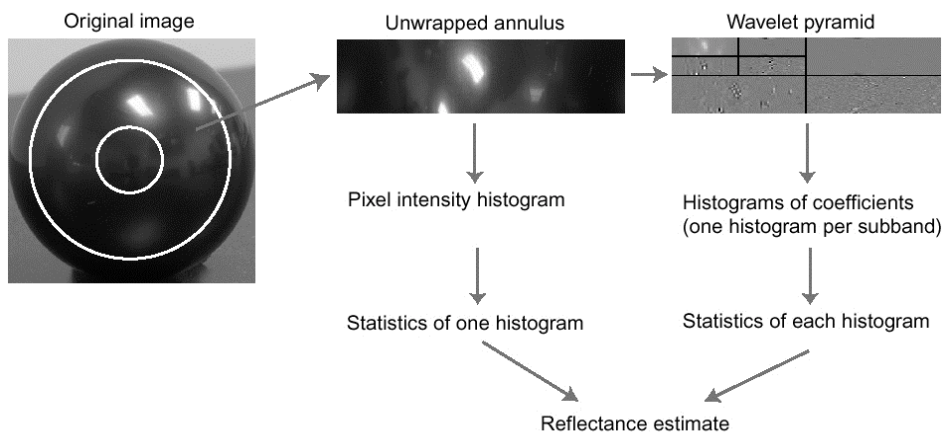 Original image
Unwrapped annulus
Wavelet pyramid
Pixel intensity histogram
Histograms of coefficients
(one histogram per subband)
Statistics of one histogram
Statistics of each histogram
Reflectance estimate